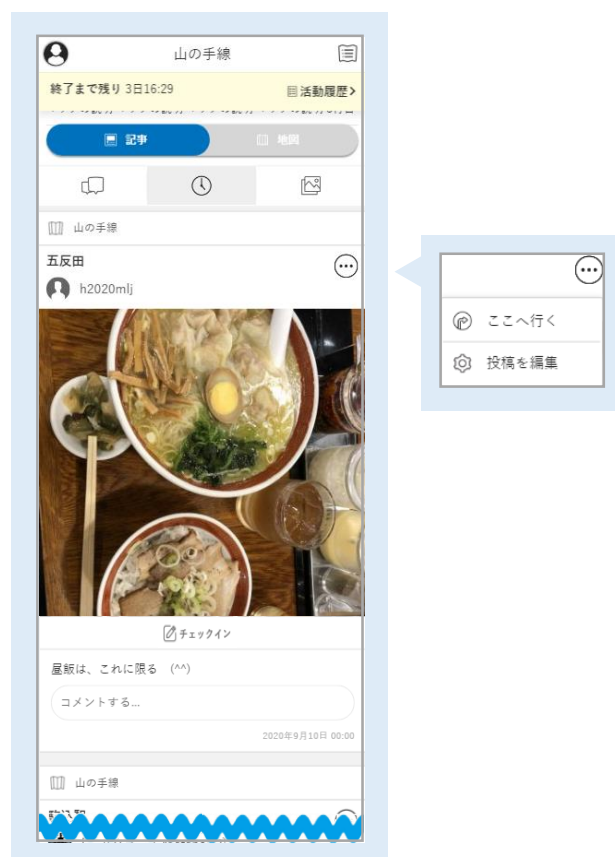 山の手線
終了まで残り 3日16:29
活動履歴>
記事
地図
山の手線
五反田
h2020mlj
チェックイン
昼飯は、これに限る (^^)
コメントする...
2020年9月10日 00:00
山の手線
ここへ行く
投稿を編集